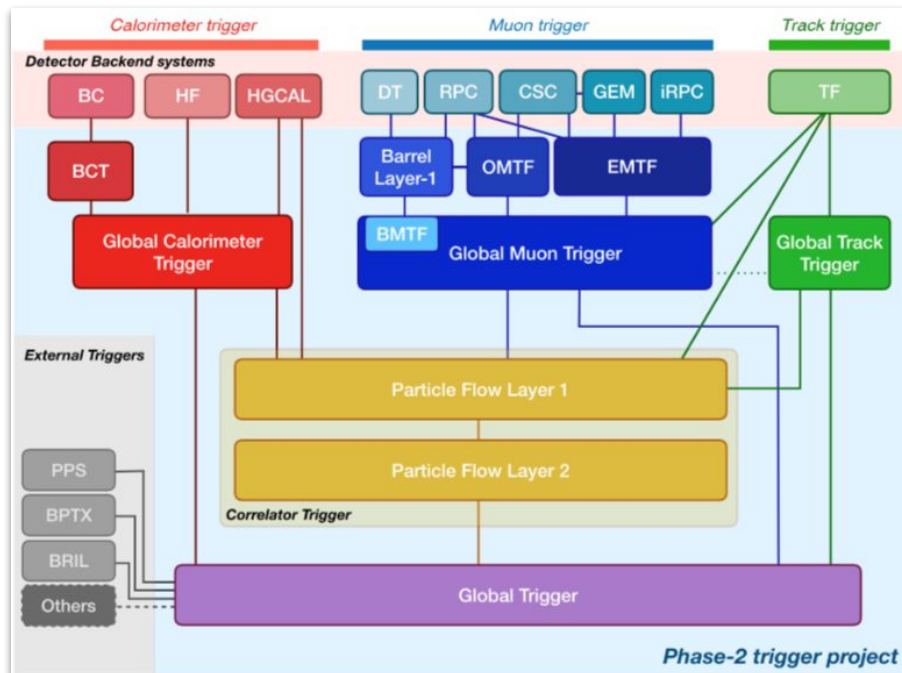 Calorimeter trigger
Muon trigger
Track trigger
Detector Backend systems
BC
HF
HGCAL
DT
RPC
CSC
GEM
iRPC
TF
BCT
Barrel
Layer-1
OMTF
EMTF
Global Calorimeter
Trigger
BMTF
Global Muon Trigger
Global Track
Trigger
External Triggers
Particle Flow Layer 1
Particle Flow Layer 2
Correlator Trigger
PPS
BPTX
BRIL
Others
Global Trigger
Phase-2 trigger project